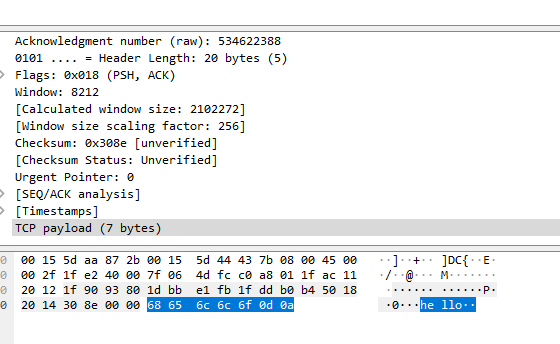 Acknowledgment number (raw): 534622388
0101 .... = Header Length: 20 bytes (5)
Flags: 0x018 (PSH, ACK)
Window: 8212
[Calculated window size: 2102272]
[Window size scaling factor: 256]
Checksum: 0x308e [unverified]
[Checksum Status: Unverified]
Urgent Pointer: 0
[SEQ/ACK analysis]
[Timestamps]
TCP payload (7 bytes)
0 00 15 5d aa 87 2b 00 15 5d 44 43 7b 08 00 45 00 ··]··+·· ]DC{··E·
0 00 2f 1f e2 40 00 7f 06 4d fc c0 a8 01 1f ac 11 ·/··@··· M·······
0 20 12 1f 90 93 80 1d bb e1 fb 1f dd b0 b4 50 18 ······· ······P·
0 20 14 30 8e 00 00 68 65 6c 6c 6f 0d 0a ·0···he llo··